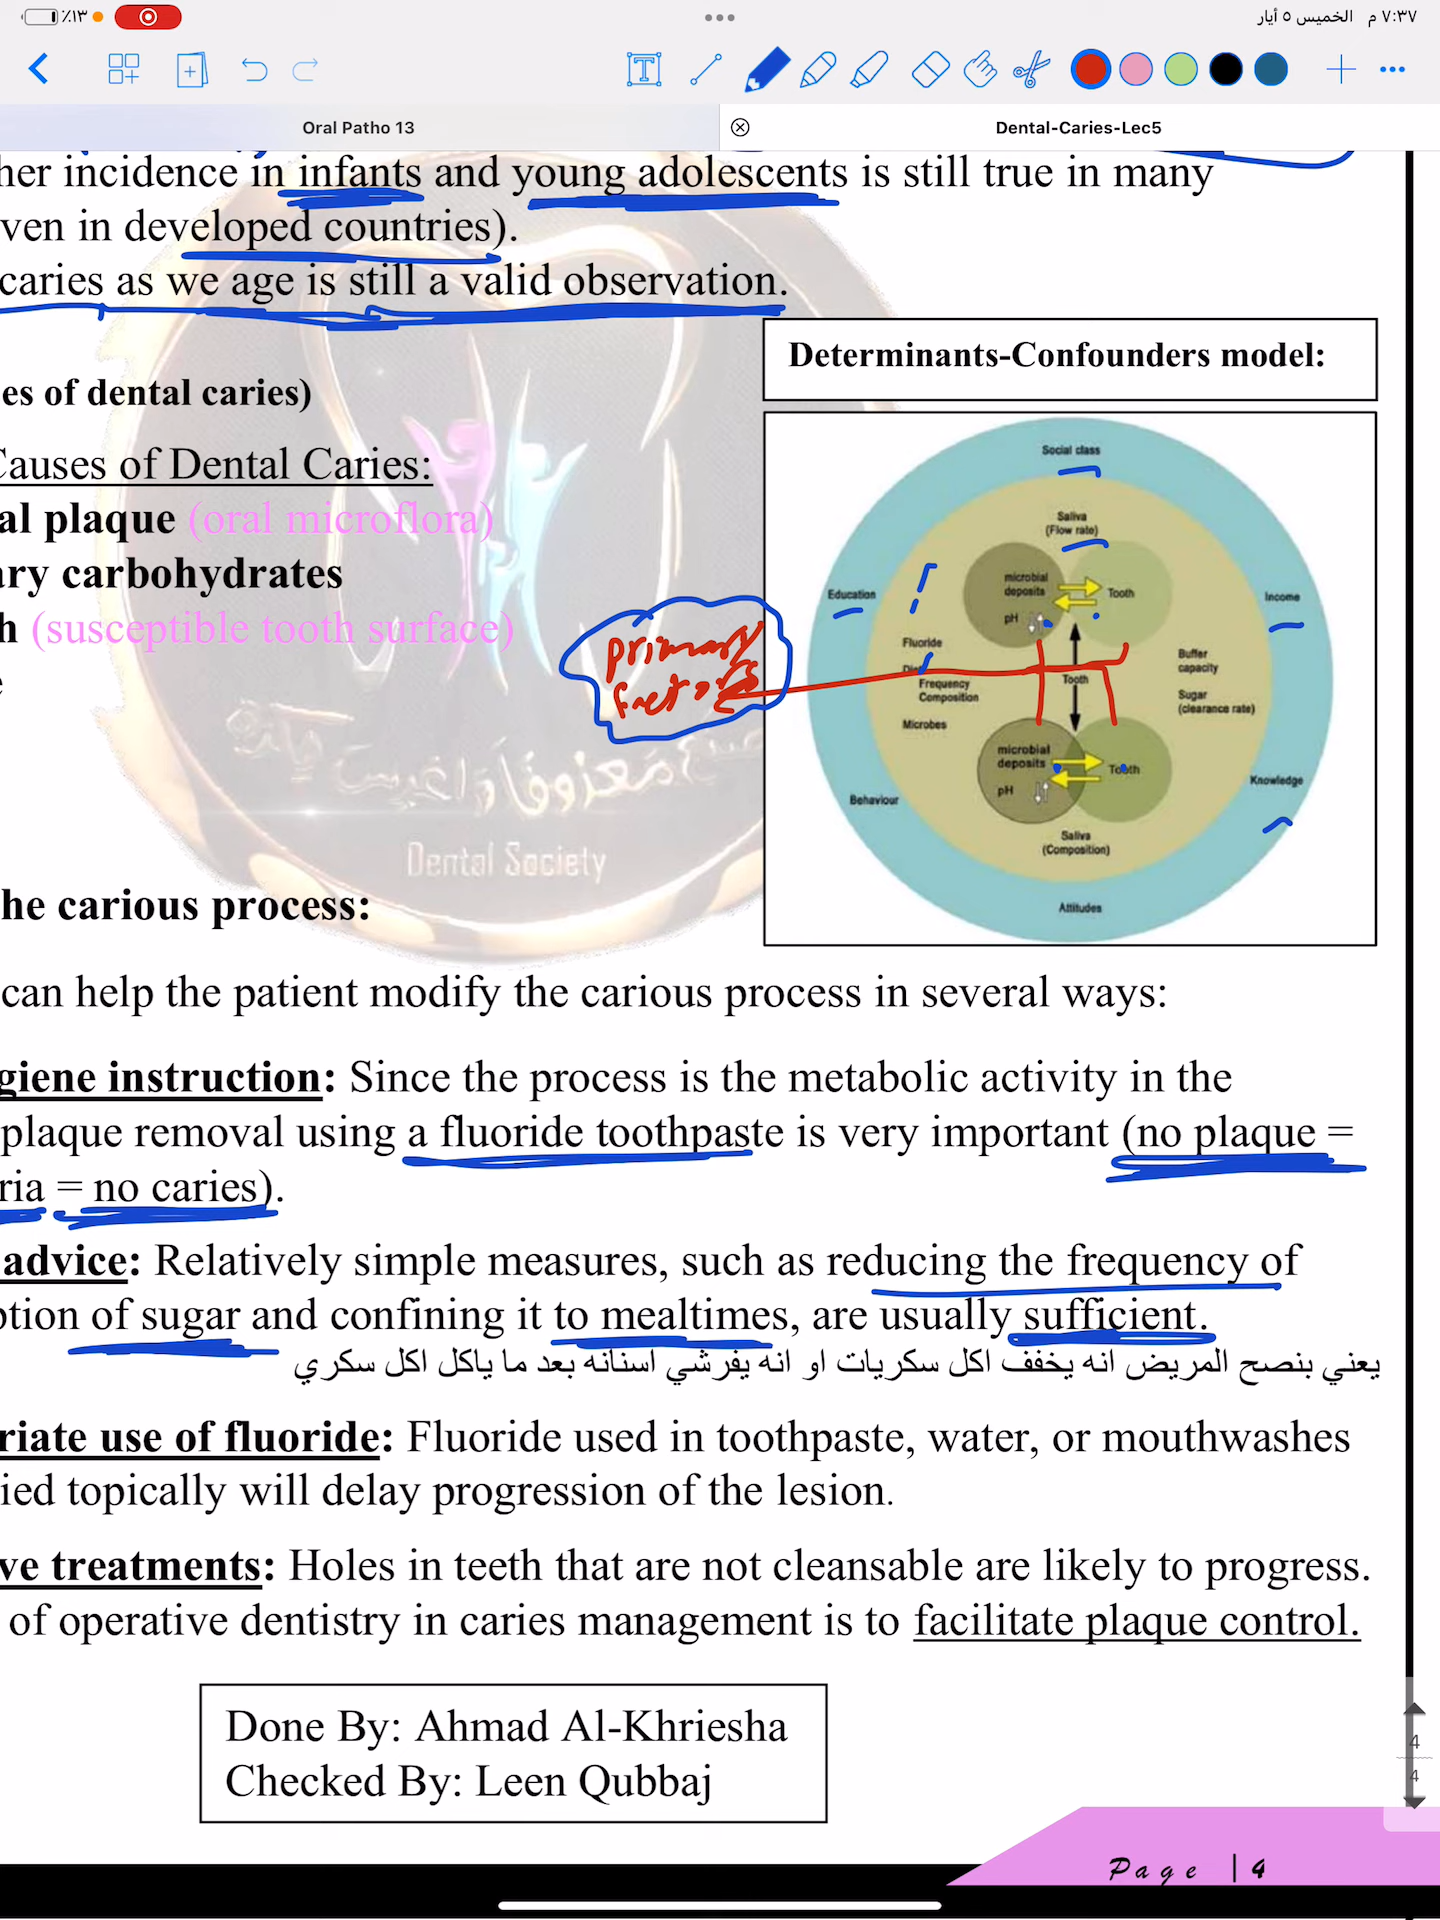 ٪١٣
٧:٣٧ م الخميس ٥ أيار
Oral Patho 13
Dental-Caries-Lec5
her incidence in infants and young adolescents is still true in many
ven in developed countries).
caries as we age is still a valid observation.
Determinants-Confounders model:
es of dental caries)
Causes of Dental Caries:
al plaque (oral microflora)
ary carbohydrates
h (susceptible tooth surface)
e
primary
factors
Social class
Saliva
(Flow rate)
microbial
deposits
Tooth
pH
Education
Income
Fluoride
Diet
Frequency
Composition
Microbes
Tooth
Buffer
capacity
Sugar
(clearance rate)
microbial
deposits
Tooth
pH
Behaviour
Knowledge
Saliva
(Composition)
Attitudes
Dental Society
he carious process:
can help the patient modify the carious process in several ways:
giene instruction: Since the process is the metabolic activity in the
plaque removal using a fluoride toothpaste is very important (no plaque =
ria = no caries).
advice: Relatively simple measures, such as reducing the frequency of
ption of sugar and confining it to mealtimes, are usually sufficient.
يعني بنصح المريض انه يخفف اكل سكريات او انه يفرشي اسنانه بعد ما ياكل اكل سكري
riate use of fluoride: Fluoride used in toothpaste, water, or mouthwashes
ied topically will delay progression of the lesion.
ve treatments: Holes in teeth that are not cleansable are likely to progress.
of operative dentistry in caries management is to facilitate plaque control.
Done By: Ahmad Al-Khriesha
Checked By: Leen Qubbaj
4
4
Page | 4